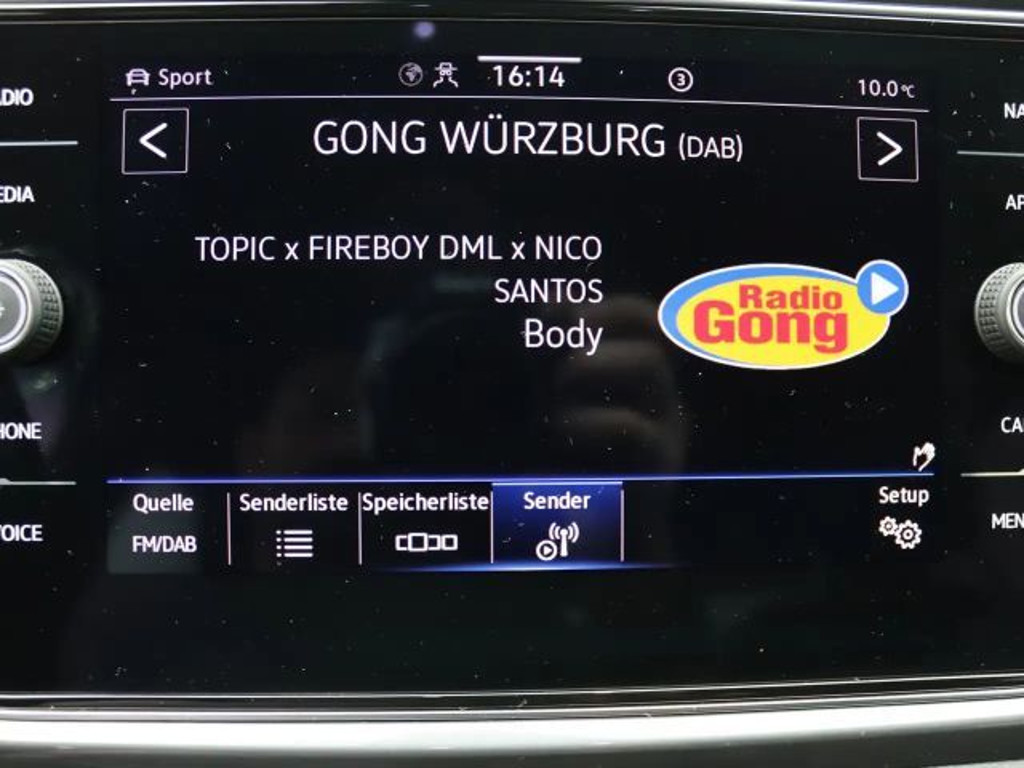 Sport
16:14
3
10.0°C
GONG WÜRZBURG (DAB)
TOPIC x FIREBOY DML x NICO
SANTOS
Body
Radio
Gong
Quelle
FM/DAB
Senderliste
Speicherliste
Sender
Setup
ADIO
EDIA
HONE
VOICE
NA
AP
CA
MEN